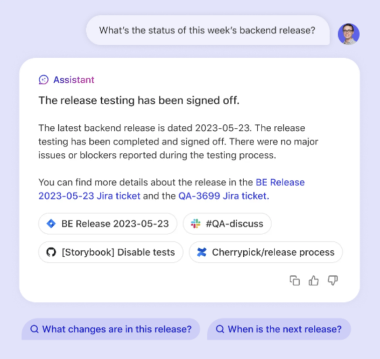 What's the status of this week's backend release?
Assistant
The release testing has been signed off.
The latest backend release is dated 2023-05-23. The release
testing has been completed and signed off. There were no major
issues or blockers reported during the testing process.
You can find more details about the release in the BE Release
2023-05-23 Jira ticket and the QA-3699 Jira ticket.
BE Release 2023-05-23
#QA-discuss
[Storybook] Disable tests
Cherrypick/release process
What changes are in this release?
When is the next release?